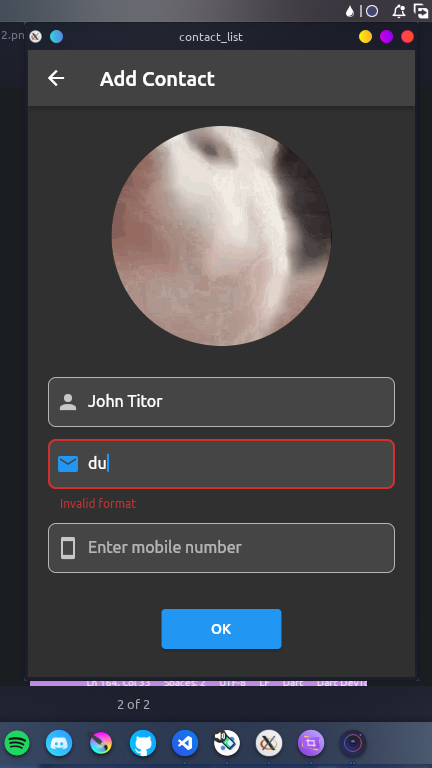 2.pn
contact_list
Add Contact
John Titor
du
Invalid format
Enter mobile number
OK
Ln 164, Col 33 Spaces: 2 UTF-8 LF Dart Dart DevT
2 of 2